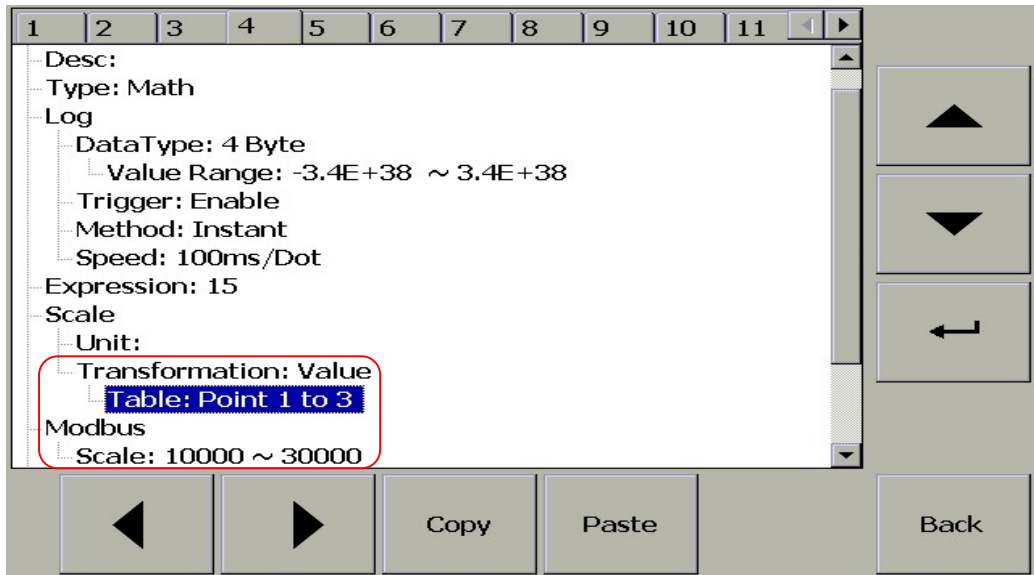 1 2 3 4 5 6 7 8 9 10 11
Desc:
Type: Math
Log
DataType: 4 Byte
Value Range: -3.4E+38 ~ 3.4E+38
Trigger: Enable
Method: Instant
Speed: 100ms/Dot
Expression: 15
Scale
Unit:
Transformation: Value
Table: Point 1 to 3
Modbus
Scale: 10000 ~ 30000
Copy Paste Back